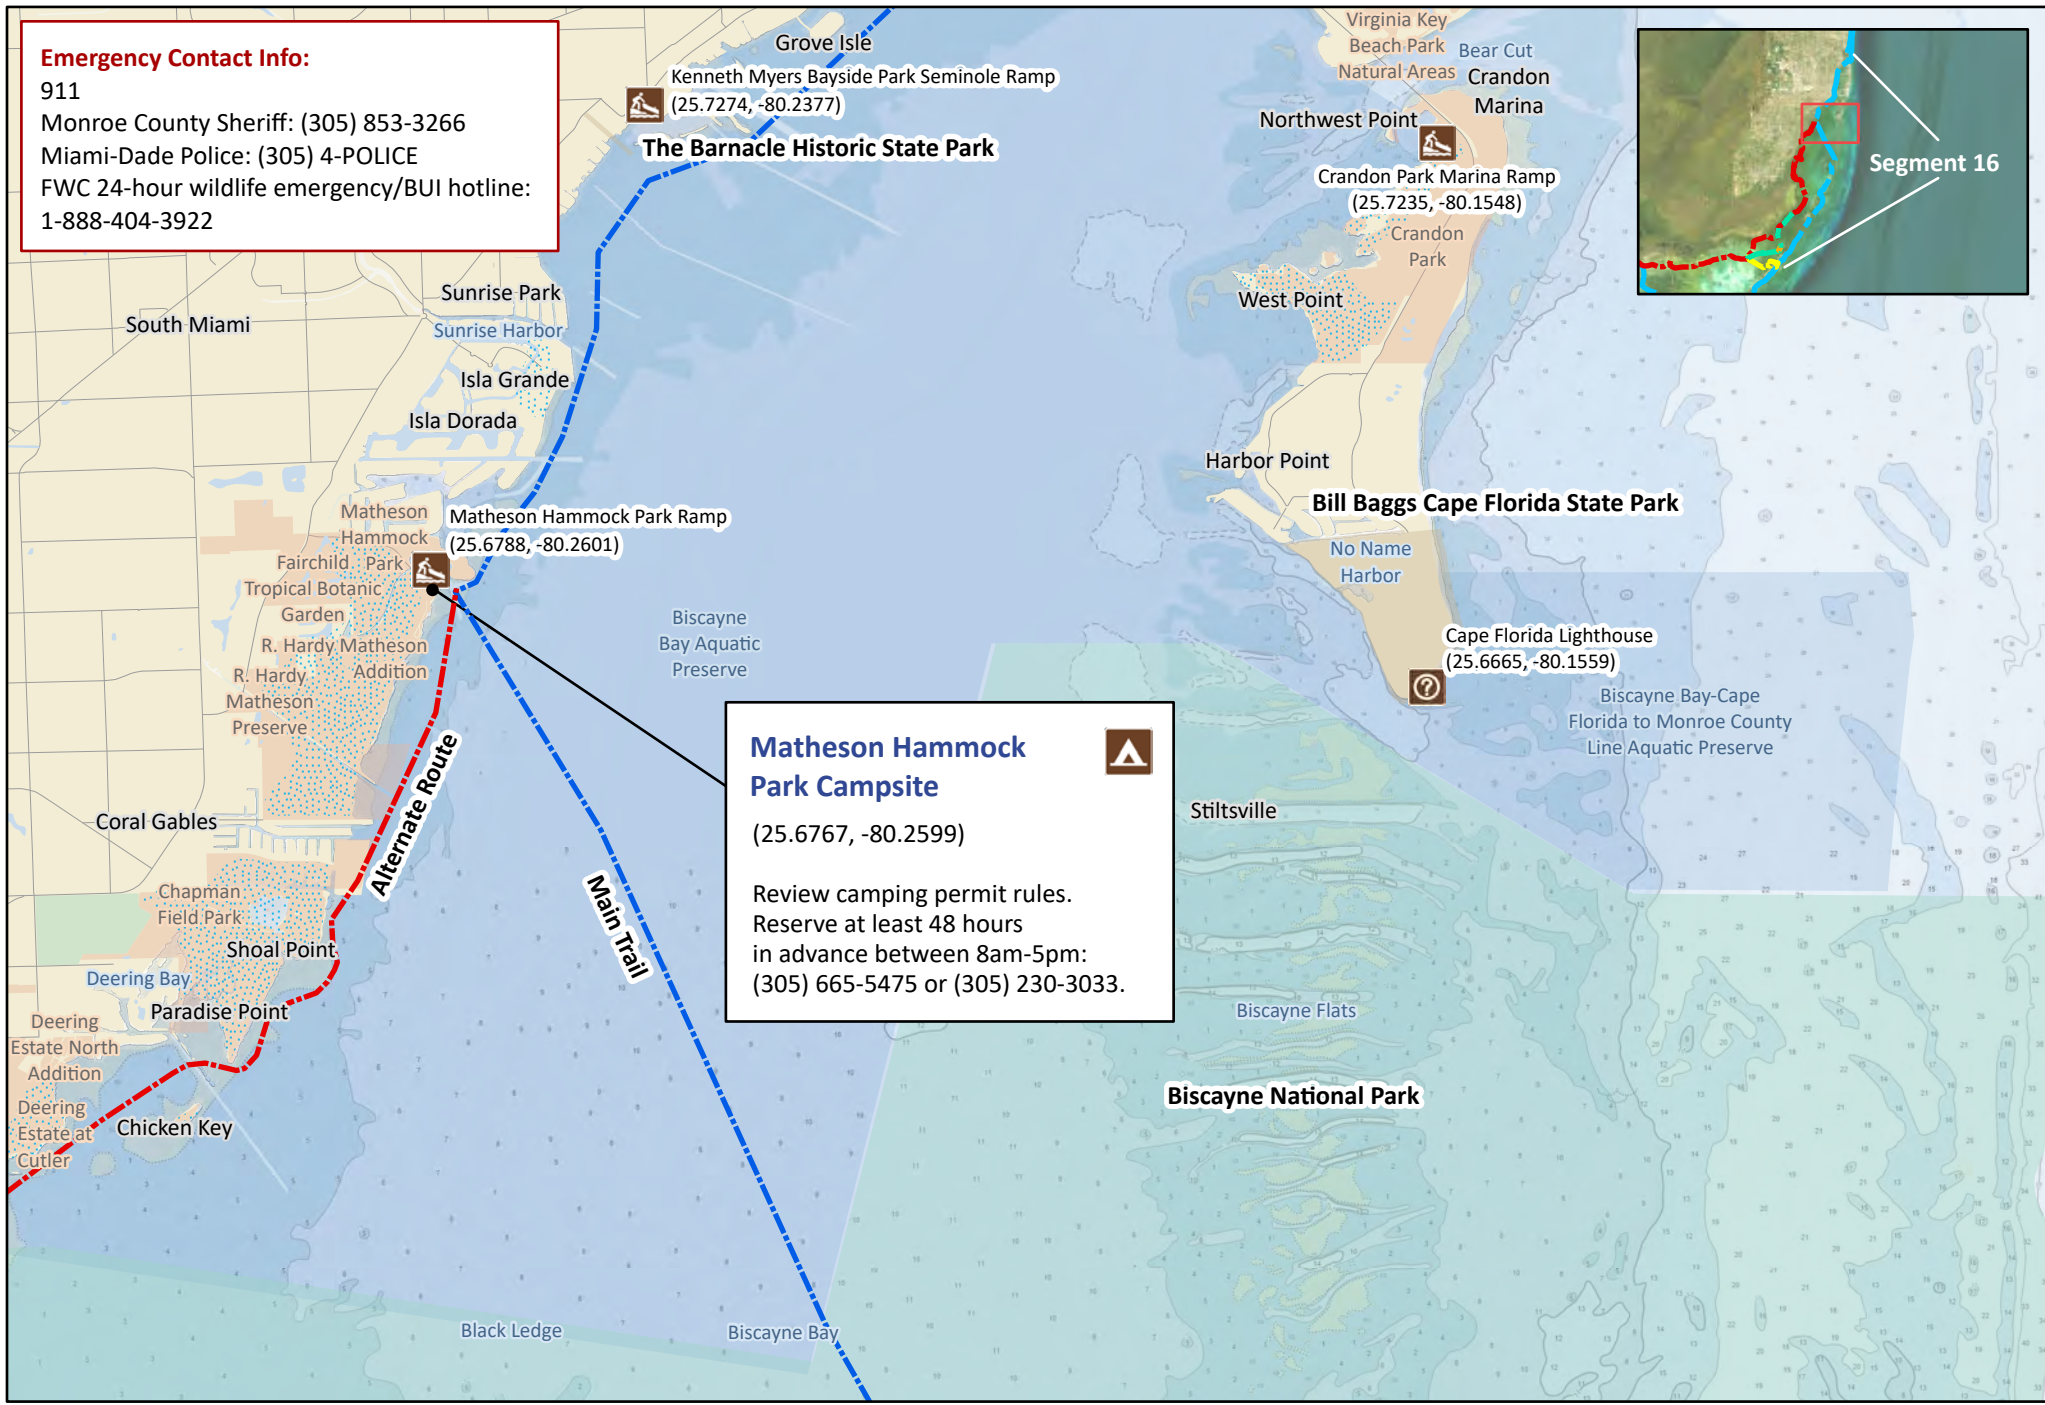 Emergency Contact Info:
911
Monroe County Sheriff: (305) 853-3266
Miami-Dade Police: (305) 4-POLICE
FWC 24-hour wildlife emergency/BUI hotline:
1-888-404-3922
Grove Isle
Kenneth Myers Bayside Park Seminole Ramp
(25.7274, -80.2377)
The Barnacle Historic State Park
Virginia Key
Beach Park
Natural Areas
Bear Cut
Crandon
Marina
Northwest Point
Crandon Park Marina Ramp
(25.7235, -80.1548)
Crandon
Park
West Point
Segment 16
Sunrise Park
South Miami
Sunrise Harbor
Isla Grande
Isla Dorada
Harbor Point
Bill Baggs Cape Florida State Park
No Name
Harbor
Matheson
Hammock
Park
Matheson Hammock Park Ramp
(25.6788, -80.2601)
Fairchild
Tropical Botanic
Garden
R. Hardy Matheson
Addition
R. Hardy
Matheson
Preserve
Biscayne
Bay Aquatic
Preserve
Cape Florida Lighthouse
(25.6665, -80.1559)
Biscayne Bay-Cape
Florida to Monroe County
Line Aquatic Preserve
Matheson Hammock
Park Campsite
(25.6767, -80.2599)
Review camping permit rules.
Reserve at least 48 hours
in advance between 8am-5pm:
(305) 665-5475 or (305) 230-3033.
Stiltsville
Alternate Route
Main Trail
Coral Gables
Chapman
Field Park
Shoal Point
Deering Bay
Paradise Point
Deering
Estate North
Addition
Deering
Estate at
Cutler
Chicken Key
Biscayne Flats
Biscayne National Park
Black Ledge
Biscayne Bay